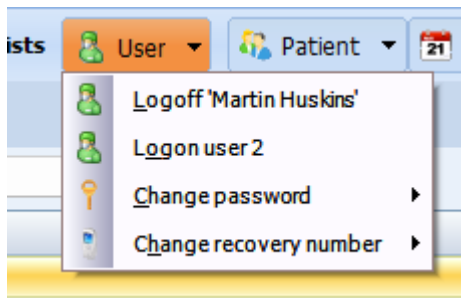 ists User Patient 21
Logoff 'Martin Huskins'
Logon user 2
Change password
Change recovery number